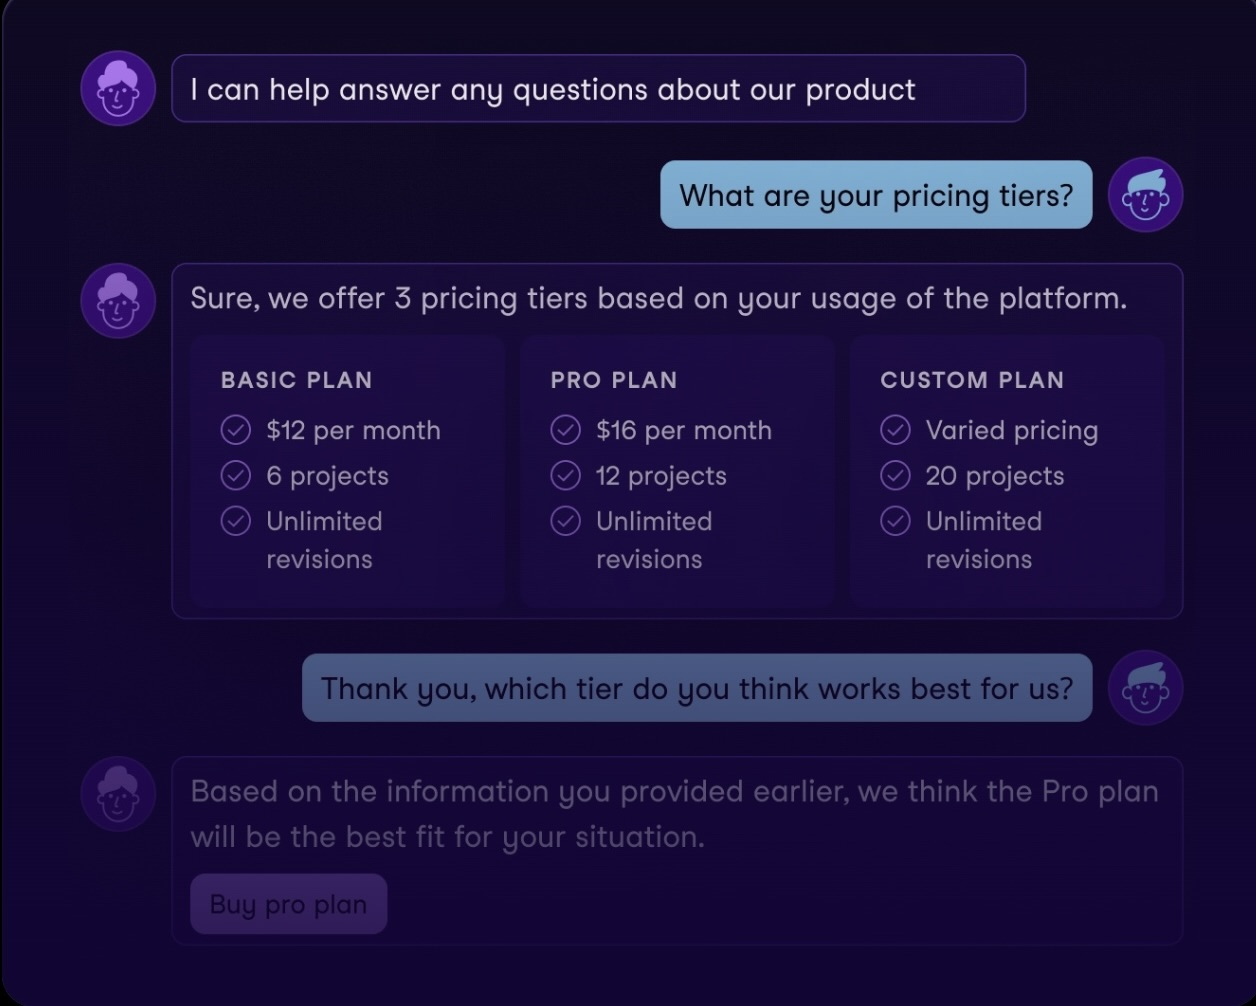 I can help answer any questions about our product
What are your pricing tiers?
Sure, we offer 3 pricing tiers based on your usage of the platform.
BASIC PLAN
$12 per month
6 projects
Unlimited
revisions
PRO PLAN
$16 per month
12 projects
Unlimited
revisions
CUSTOM PLAN
Varied pricing
20 projects
Unlimited
revisions
Thank you, which tier do you think works best for us?
Based on the information you provided earlier, we think the Pro plan
will be the best fit for your situation.
Buy pro plan